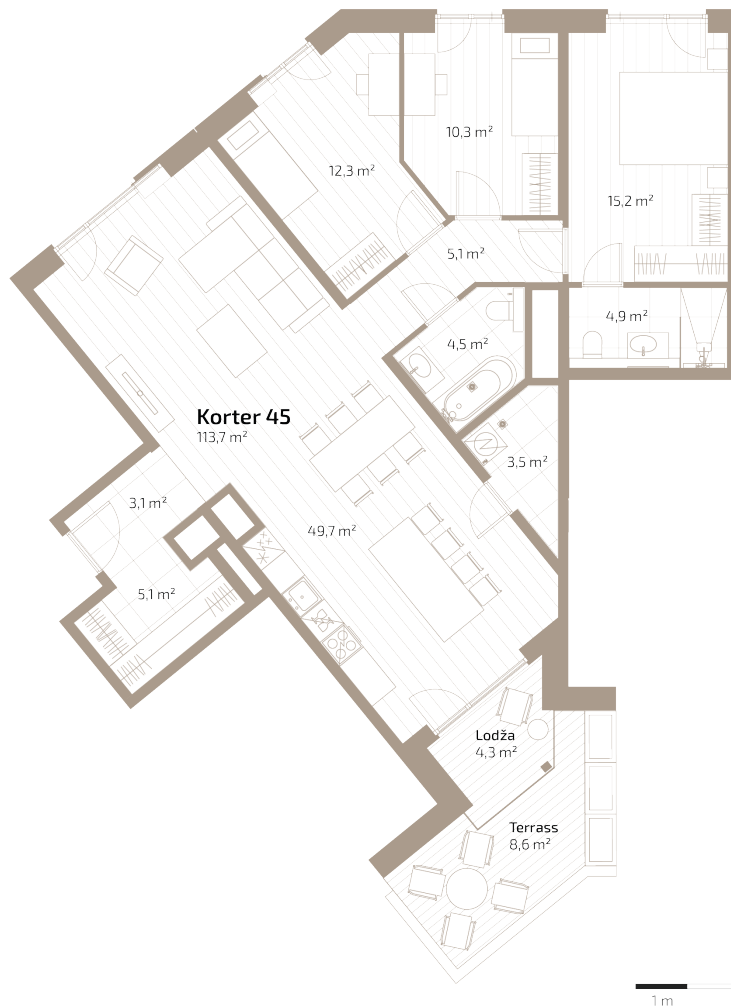 10,3 m²
12,3 m²
15,2 m²
5,1 m²
4,9 m²
4,5 m²
Korter 45
113,7 m²
3,5 m²
3,1 m²
49,7 m²
5,1 m²
Lodža
4,3 m²
Terrass
8,6 m²
1 m